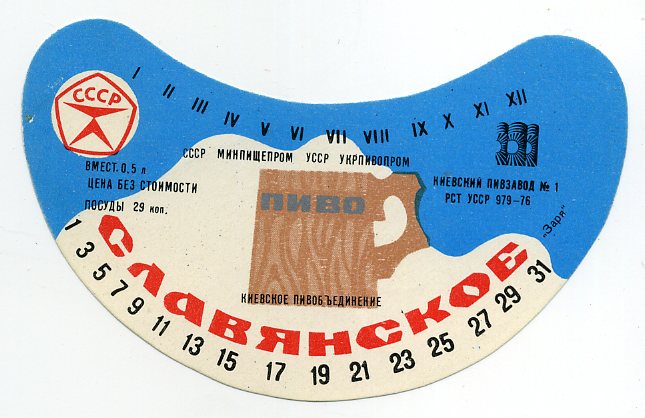 I II III IV V VI VII VIII IX X XI XII
СССР
СССР МИНПИЩЕПРОМ УССР УКРПИВОПРОМ
ВМЕСТ. 0,5 л
ЦЕНА БЕЗ СТОИМОСТИ
ПОСУДЫ 29 коп.
КИЕВСКИЙ ПИВЗАВОД № 1
РСТ УССР 979-76
„Заря"
ПИВО
КИЕВСКОЕ ПИВОБЪЕДИНЕНИЕ
СЛАВЯНСКОЕ
1 3 5 7 9 11 13 15 17 19 21 23 25 27 29 31